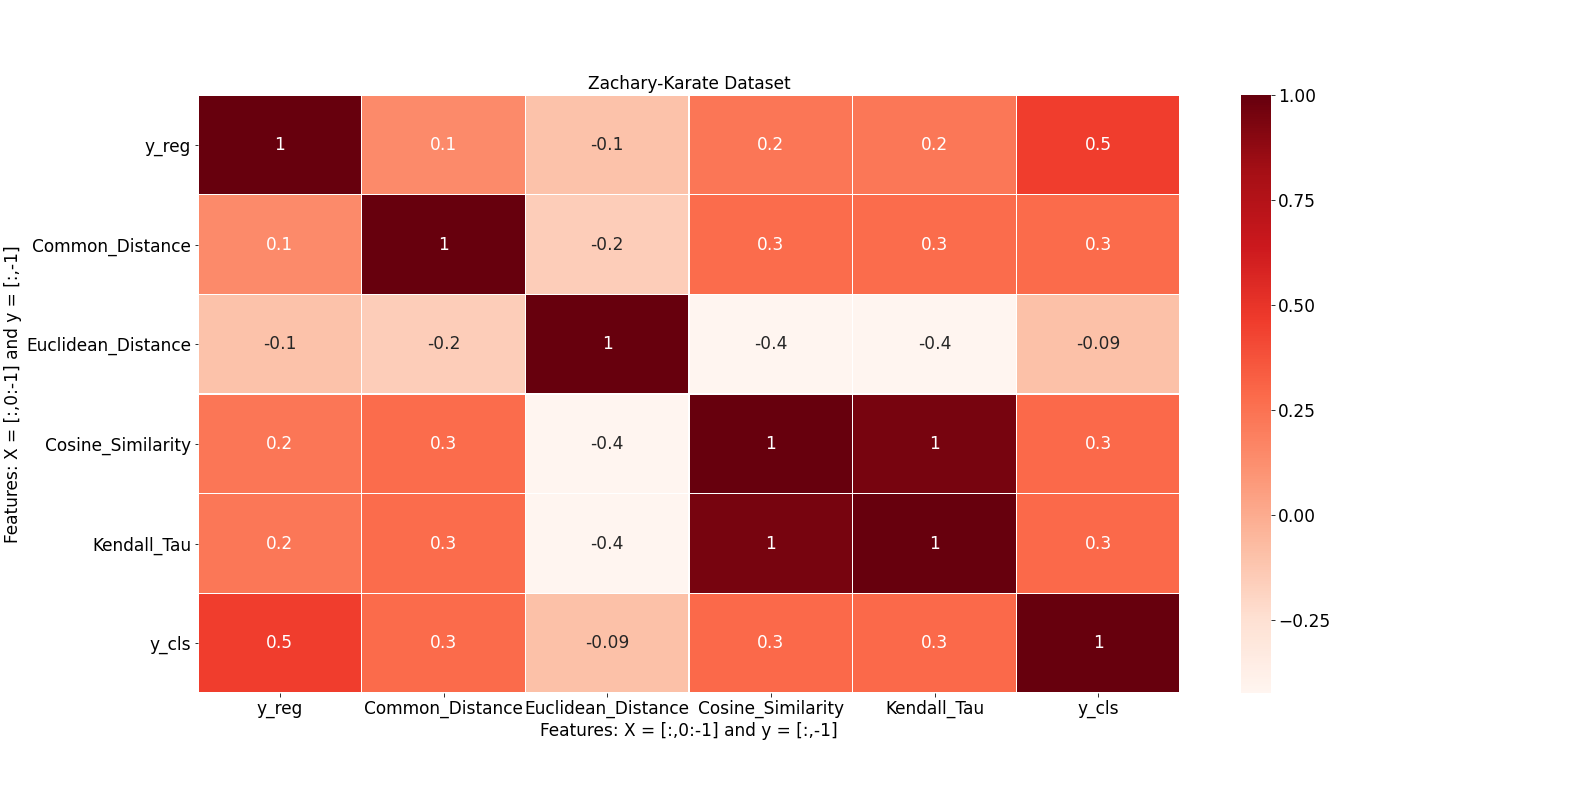 Zachary-Karate Dataset
y_reg 1 0.1 -0.1 0.2 0.2 0.5
Common_Distance 0.1 1 -0.2 0.3 0.3 0.3
Euclidean_Distance -0.1 -0.2 1 -0.4 -0.4 -0.09
Cosine_Similarity 0.2 0.3 -0.4 1 1 0.3
Kendall_Tau 0.2 0.3 -0.4 1 1 0.3
y_cls 0.5 0.3 -0.09 0.3 0.3 1
y_reg Common_Distance Euclidean_Distance Cosine_Similarity Kendall_Tau y_cls
Features: X = [:,0:-1] and y = [:,-1]
Features: X = [:,0:-1] and y = [:,-1]
1.00
0.75
0.50
0.25
0.00
−0.25